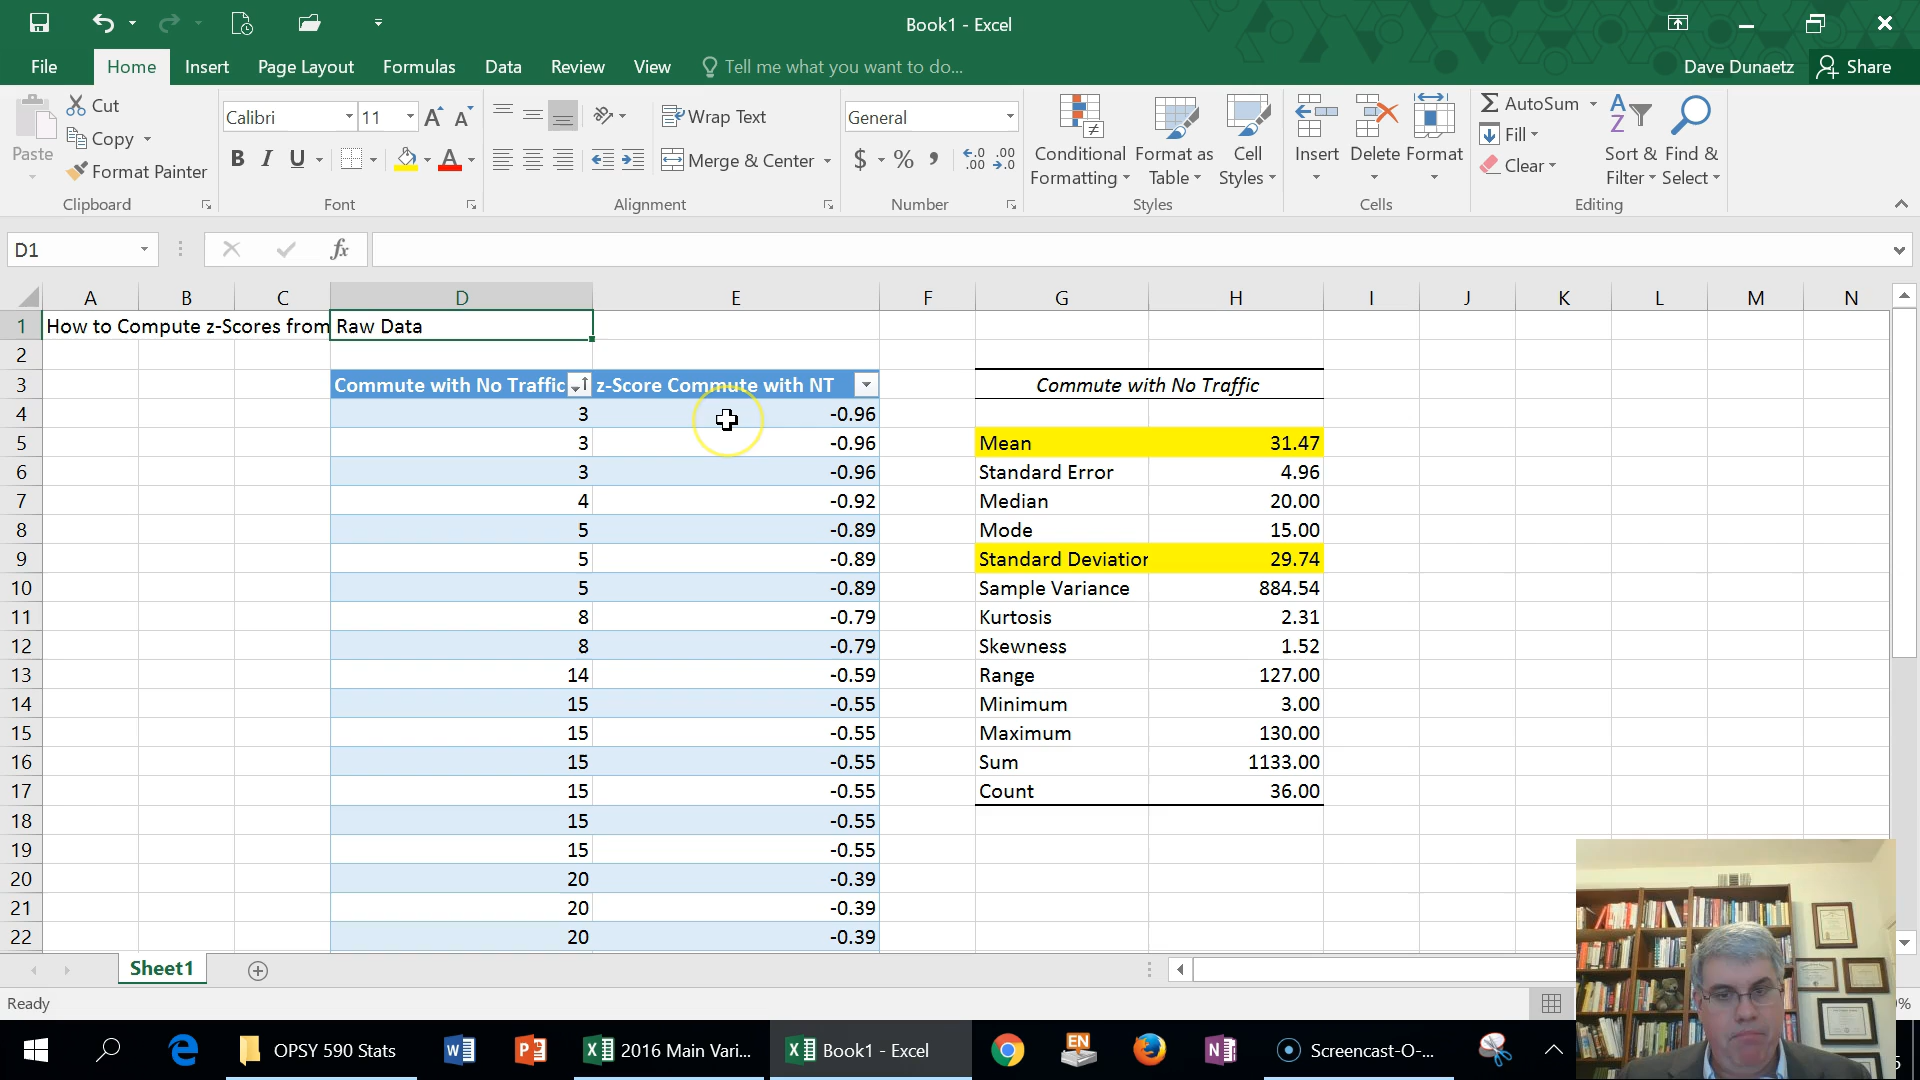 Book1 - Excel
File Home Insert Page Layout Formulas Data Review View Tell me what you want to do... Dave Dunaetz Share
Paste
Cut
Copy
Format Painter
Clipboard
Calibri 11
B I U
Font
Wrap Text
Merge & Center
Alignment
General
$ % ,
Number
Conditional Formatting
Format as Table
Cell Styles
Styles
Insert Delete Format
Cells
AutoSum
Fill
Clear
Sort & Filter
Find & Select
Editing
D1 fx
A B C D E F G H I J K L M N
1 How to Compute z-Scores from Raw Data
2
3 Commute with No Traffic z-Score Commute with NT Commute with No Traffic
4 3 -0.96
5 3 -0.96 Mean 31.47
6 3 -0.96 Standard Error 4.96
7 4 -0.92 Median 20.00
8 5 -0.89 Mode 15.00
9 5 -0.89 Standard Deviation 29.74
10 5 -0.89 Sample Variance 884.54
11 8 -0.79 Kurtosis 2.31
12 8 -0.79 Skewness 1.52
13 14 -0.59 Range 127.00
14 15 -0.55 Minimum 3.00
15 15 -0.55 Maximum 130.00
16 15 -0.55 Sum 1133.00
17 15 -0.55 Count 36.00
18 15 -0.55
19 15 -0.55
20 20 -0.39
21 20 -0.39
22 20 -0.39
Sheet1
Ready
OPSY 590 Stats 2016 Main Vari... Book1 - Excel EN Screencast-O-...